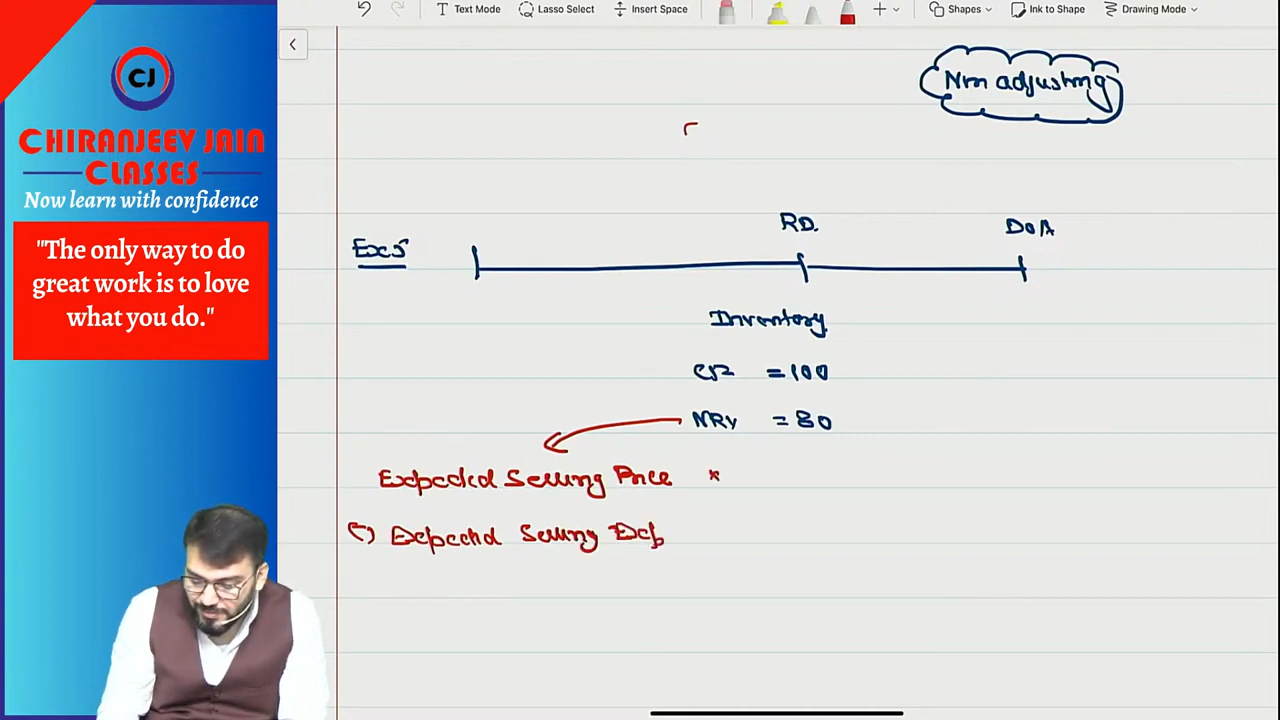 Text Mode
Lasso Select
Insert Space
Shapes
Ink to Shape
Drawing Mode
CJ
CHIRANJEEV JAIN
CLASSES
Now learn with confidence
"The only way to do
great work is to love
what you do."
Non adjusting
RD.
DOA
Ex 5
Inventory
= 100
NRV = 80
Expected Selling Price x
(-) Expected Selling Exp